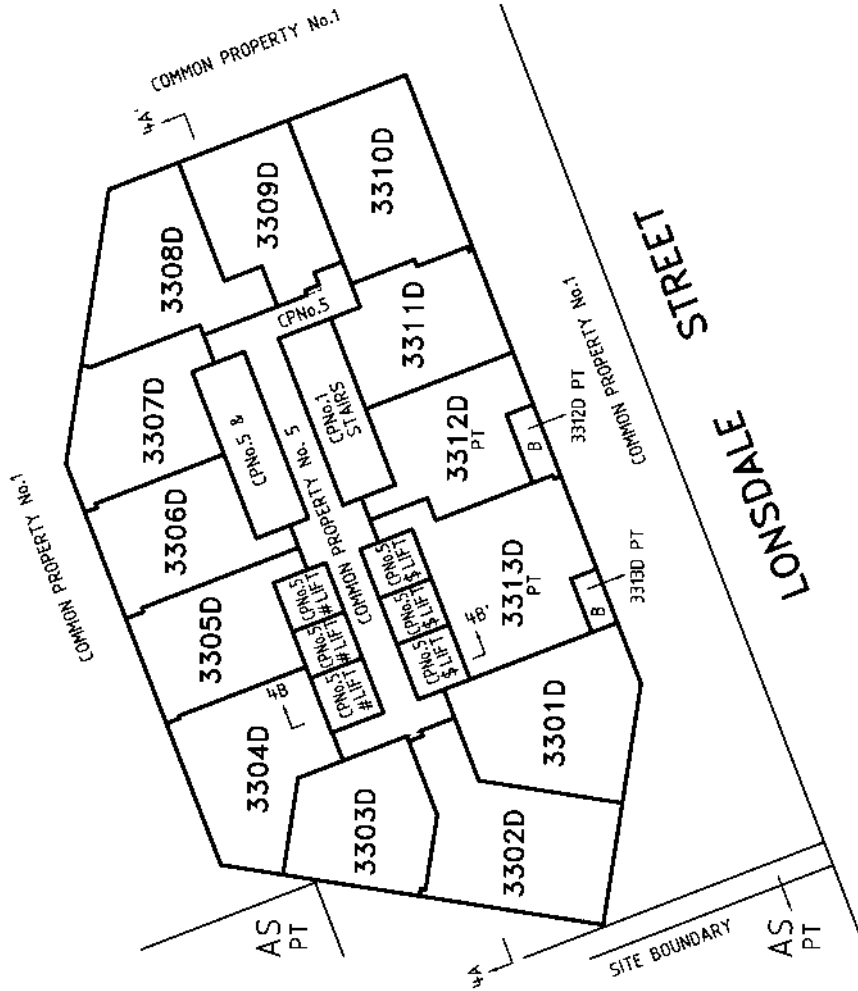 COMMON PROPERTY No.1
4A'
3308D
3309D
3310D
COMMON PROPERTY No.1
3307D
CPNo.5
3311D
CPNo.5 &
CPNo.1
STAIRS
3306D
COMMON PROPERTY No. 5
3312D
PT
B
3312D PT
COMMON PROPERTY No.1
STREET
LONSDALE
3305D
CPNo.5
# LIFT
CPNo.5
# LIFT
CPNo.5
# LIFT
CPNo.5
$ LIFT
CPNo.5
$ LIFT
CPNo.5
$ LIFT
3313D
PT
B
3313D PT
4B
4B'
3304D
3303D
3301D
3302D
AS
PT
4A
SITE BOUNDARY
AS
PT